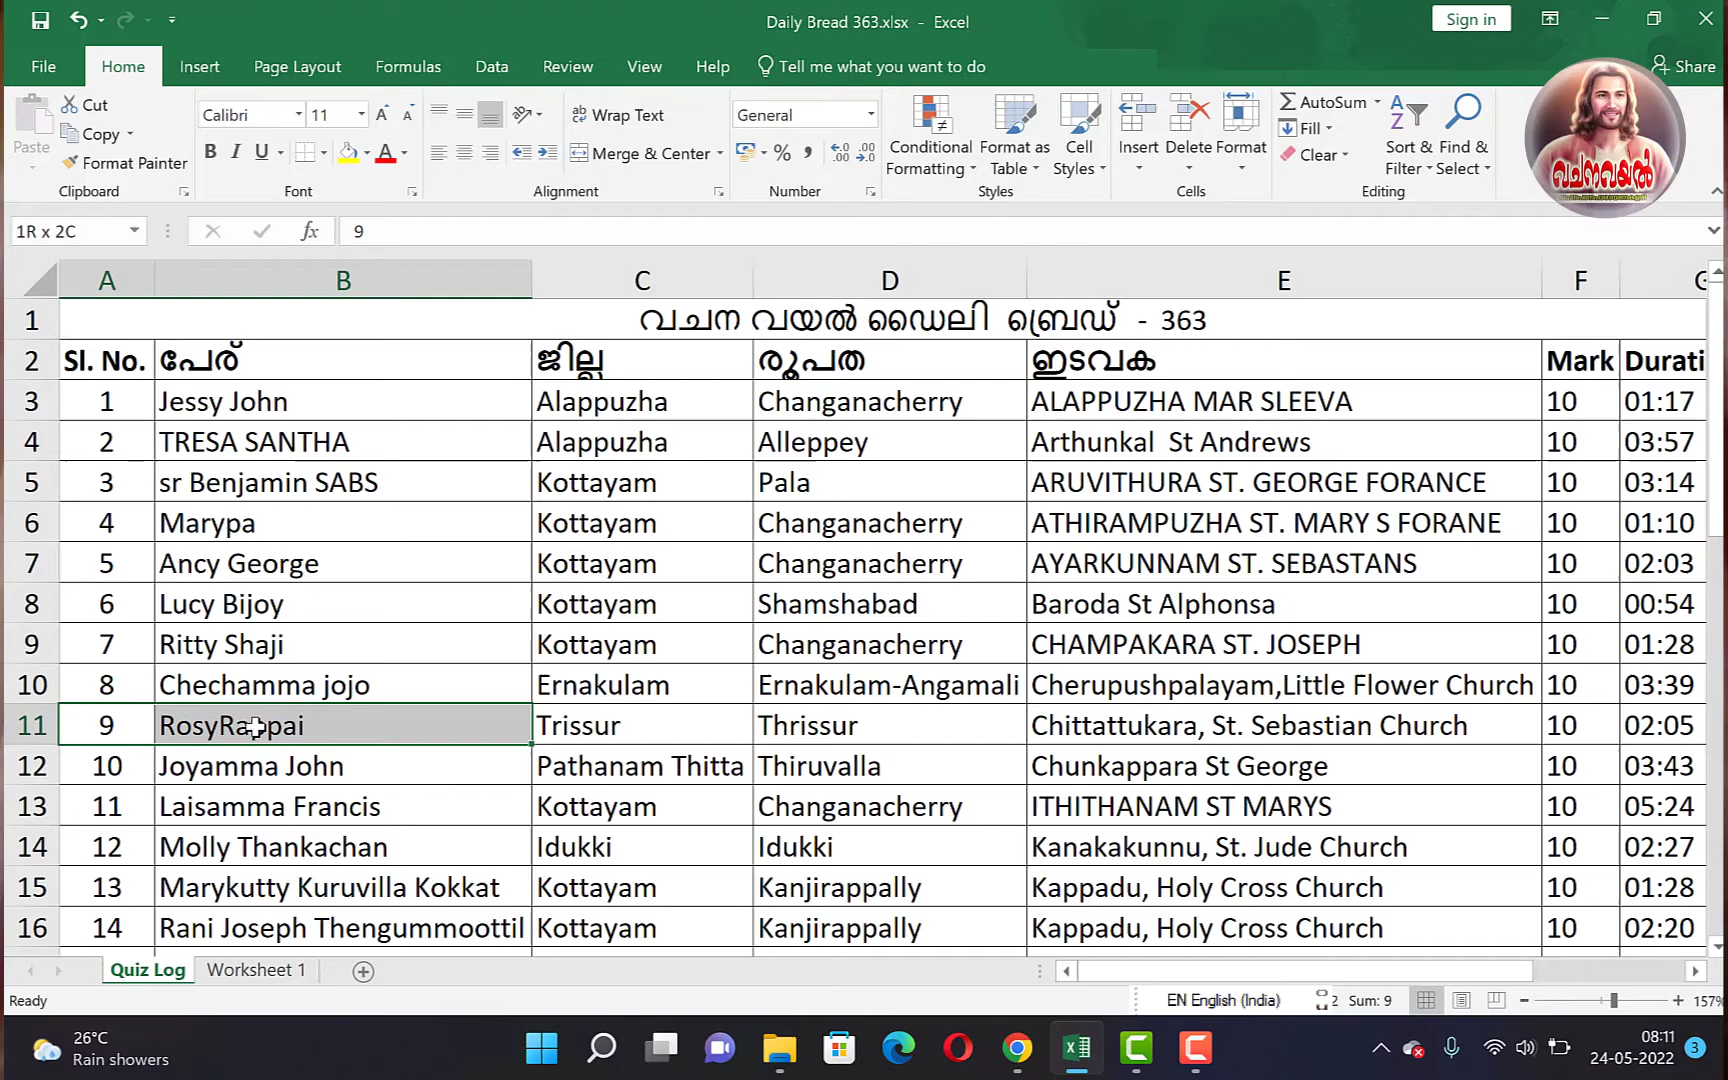 Daily Bread 363.xlsx - Excel
Sign in
File Home Insert Page Layout Formulas Data Review View Help Tell me what you want to do Share
Paste
Cut
Copy
Format Painter
Clipboard
Calibri 11
B I U
Font
Wrap Text
Merge & Center
Alignment
General
Number
Conditional Formatting
Format as Table
Cell Styles
Styles
Insert Delete Format
Cells
AutoSum
Fill
Clear
Sort & Filter
Find & Select
Editing
വചനവയൽ
1R x 2C fx 9
A B C D E F
1 വചന വയൽ ഡൈലി ബ്രെഡ് - 363
2 Sl. No. പേര് ജില്ല രൂപത ഇടവക Mark Durati
3 1 Jessy John Alappuzha Changanacherry ALAPPUZHA MAR SLEEVA 10 01:17
4 2 TRESA SANTHA Alappuzha Alleppey Arthunkal St Andrews 10 03:57
5 3 sr Benjamin SABS Kottayam Pala ARUVITHURA ST. GEORGE FORANCE 10 03:14
6 4 Marypa Kottayam Changanacherry ATHIRAMPUZHA ST. MARY S FORANE 10 01:10
7 5 Ancy George Kottayam Changanacherry AYARKUNNAM ST. SEBASTANS 10 02:03
8 6 Lucy Bijoy Kottayam Shamshabad Baroda St Alphonsa 10 00:54
9 7 Ritty Shaji Kottayam Changanacherry CHAMPAKARA ST. JOSEPH 10 01:28
10 8 Chechamma jojo Ernakulam Ernakulam-Angamali Cherupushpalayam,Little Flower Church 10 03:39
11 9 RosyRappai Trissur Thrissur Chittattukara, St. Sebastian Church 10 02:05
12 10 Joyamma John Pathanam Thitta Thiruvalla Chunkappara St George 10 03:43
13 11 Laisamma Francis Kottayam Changanacherry ITHITHANAM ST MARYS 10 05:24
14 12 Molly Thankachan Idukki Idukki Kanakakunnu, St. Jude Church 10 02:27
15 13 Marykutty Kuruvilla Kokkat Kottayam Kanjirappally Kappadu, Holy Cross Church 10 01:28
16 14 Rani Joseph Thengummoottil Kottayam Kanjirappally Kappadu, Holy Cross Church 10 02:20
Quiz Log Worksheet 1
Ready EN English (India) 2 Sum: 9 157%
26°C
Rain showers
08:11
24-05-2022 3